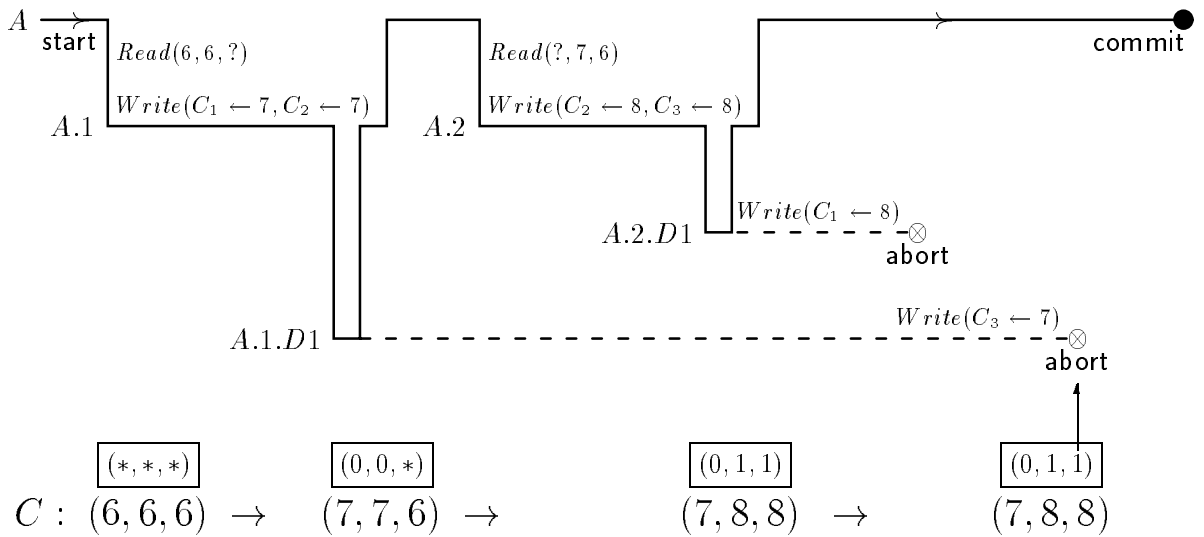 A start commit
Read(6, 6, ?) Read(?, 7, 6)
Write(C₁ ← 7, C₂ ← 7) Write(C₂ ← 8, C₃ ← 8)
A.1 A.2
Write(C₁ ← 8)
A.2.D1
abort
Write(C₃ ← 7)
A.1.D1
abort
(∗, ∗, ∗) (0, 0, ∗) (0, 1, 1) (0, 1, 1)
C : (6, 6, 6) → (7, 7, 6) → (7, 8, 8) → (7, 8, 8)